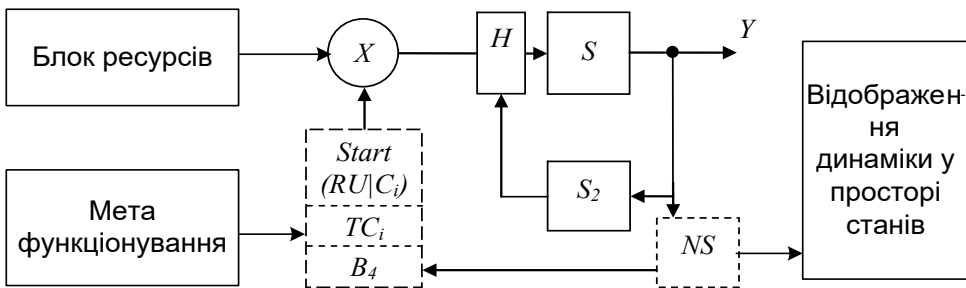 Блок ресурсів
X
H
S
Y
Відображен-
ня
динаміки у
просторі
станів
Start
(RU|Ci)
TCi
B4
S2
NS
Мета
функціонування